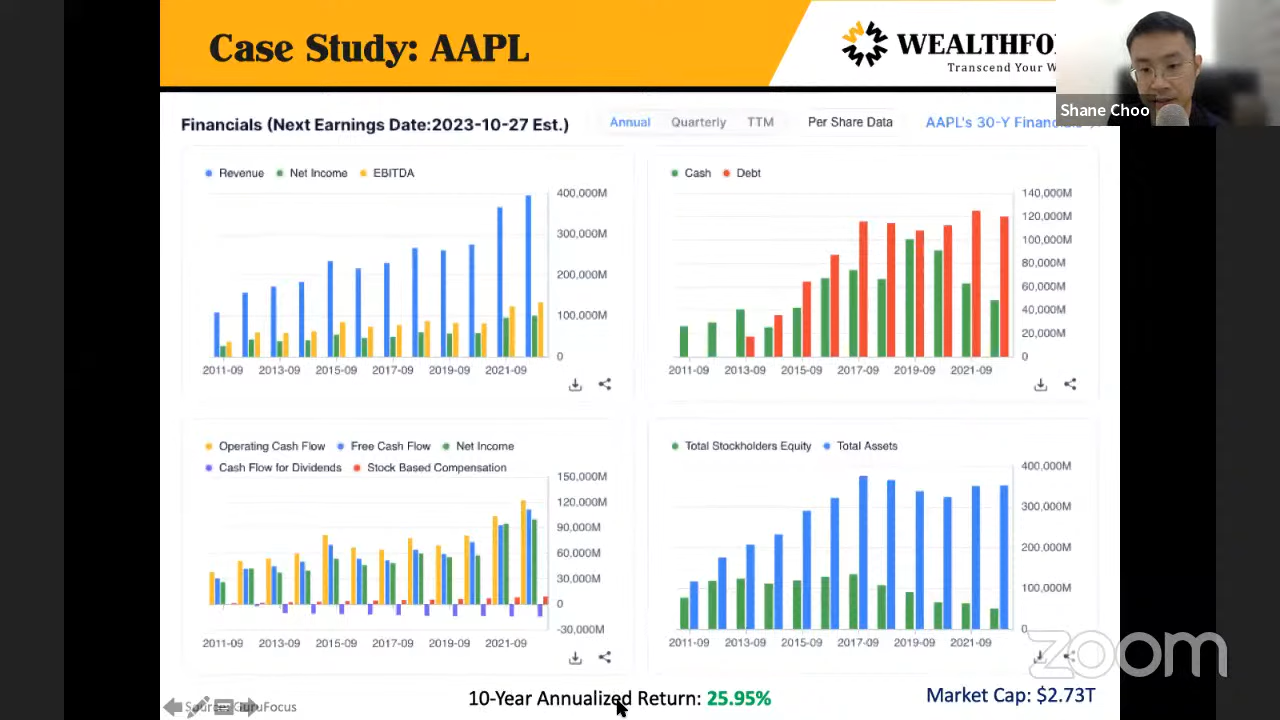 Case Study: AAPL
WEALTHFO
Transcend Your W
Shane Choo
Financials (Next Earnings Date:2023-10-27 Est.)
Annual Quarterly TTM Per Share Data AAPL's 30-Y Financi
Revenue Net Income EBITDA
400,000M
300,000M
200,000M
100,000M
0
2011-09 2013-09 2015-09 2017-09 2019-09 2021-09
Cash Debt
140,000M
120,000M
100,000M
80,000M
60,000M
40,000M
20,000M
0
2011-09 2013-09 2015-09 2017-09 2019-09 2021-09
Operating Cash Flow Free Cash Flow Net Income
Cash Flow for Dividends Stock Based Compensation
150,000M
120,000M
90,000M
60,000M
30,000M
0
-30,000M
2011-09 2013-09 2015-09 2017-09 2019-09 2021-09
Total Stockholders Equity Total Assets
400,000M
300,000M
200,000M
100,000M
0
2011-09 2013-09 2015-09 2017-09 2019-09 2021-09
zoom
Source: GuruFocus
10-Year Annualized Return: 25.95%
Market Cap: $2.73T